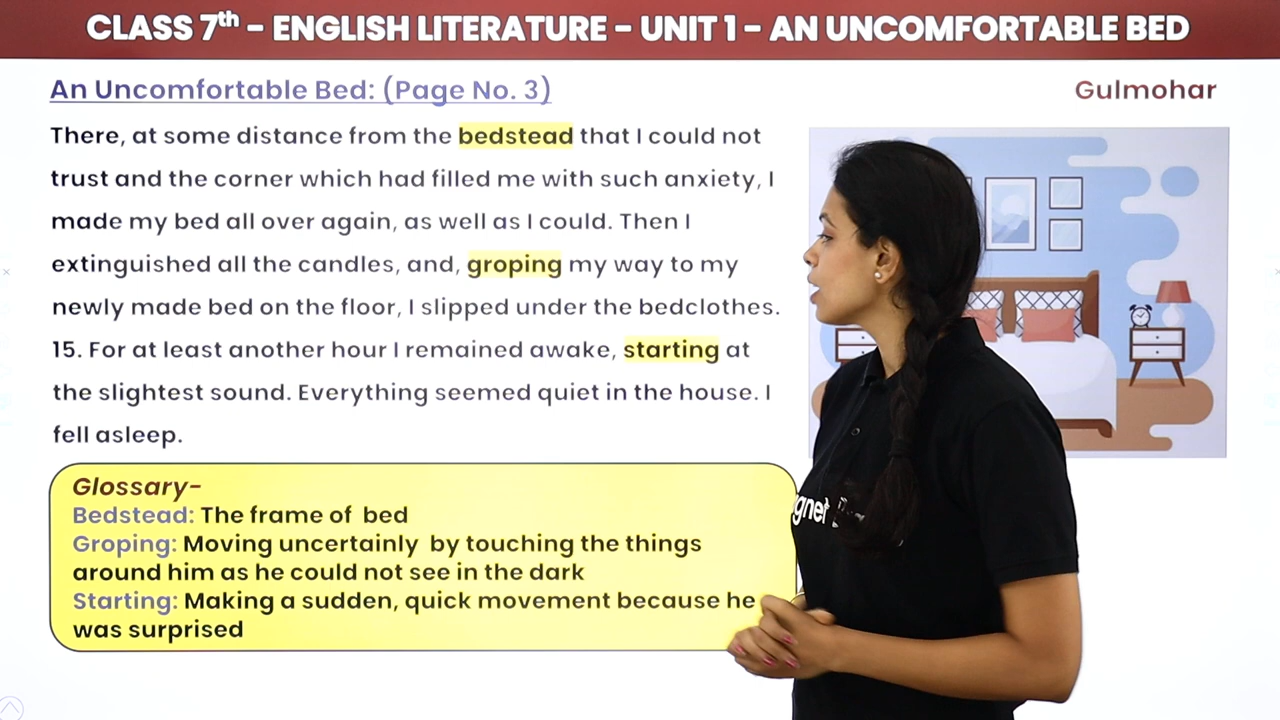 CLASS 7th – ENGLISH LITERATURE – UNIT 1 – AN UNCOMFORTABLE BED
An Uncomfortable Bed: (Page No. 3)
Gulmohar
There, at some distance from the bedstead that I could not
trust and the corner which had filled me with such anxiety, I
made my bed all over again, as well as I could. Then I
extinguished all the candles, and, groping my way to my
newly made bed on the floor, I slipped under the bedclothes.
15. For at least another hour I remained awake, starting at
the slightest sound. Everything seemed quiet in the house. I
fell asleep.
Glossary-
Bedstead: The frame of bed
Groping: Moving uncertainly by touching the things
around him as he could not see in the dark
Starting: Making a sudden, quick movement because he
was surprised